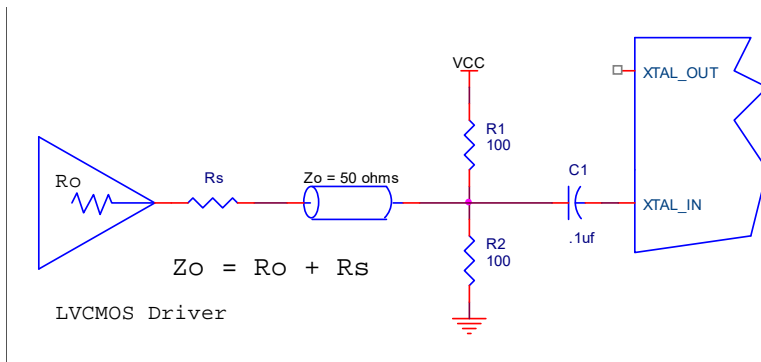 VCC
XTAL_OUT
R1
100
Ro
Rs
Zo = 50 ohms
C1
XTAL_IN
.1uf
R2
100
Zo = Ro + Rs
LVCMOS Driver